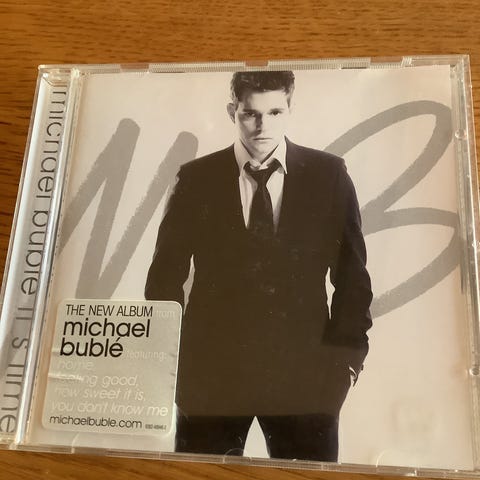 michael bublé it's time
MB
THE NEW ALBUM from
michael
bublé featuring:
home,
feeling good,
how sweet it is,
you don't know me
michaelbuble.com